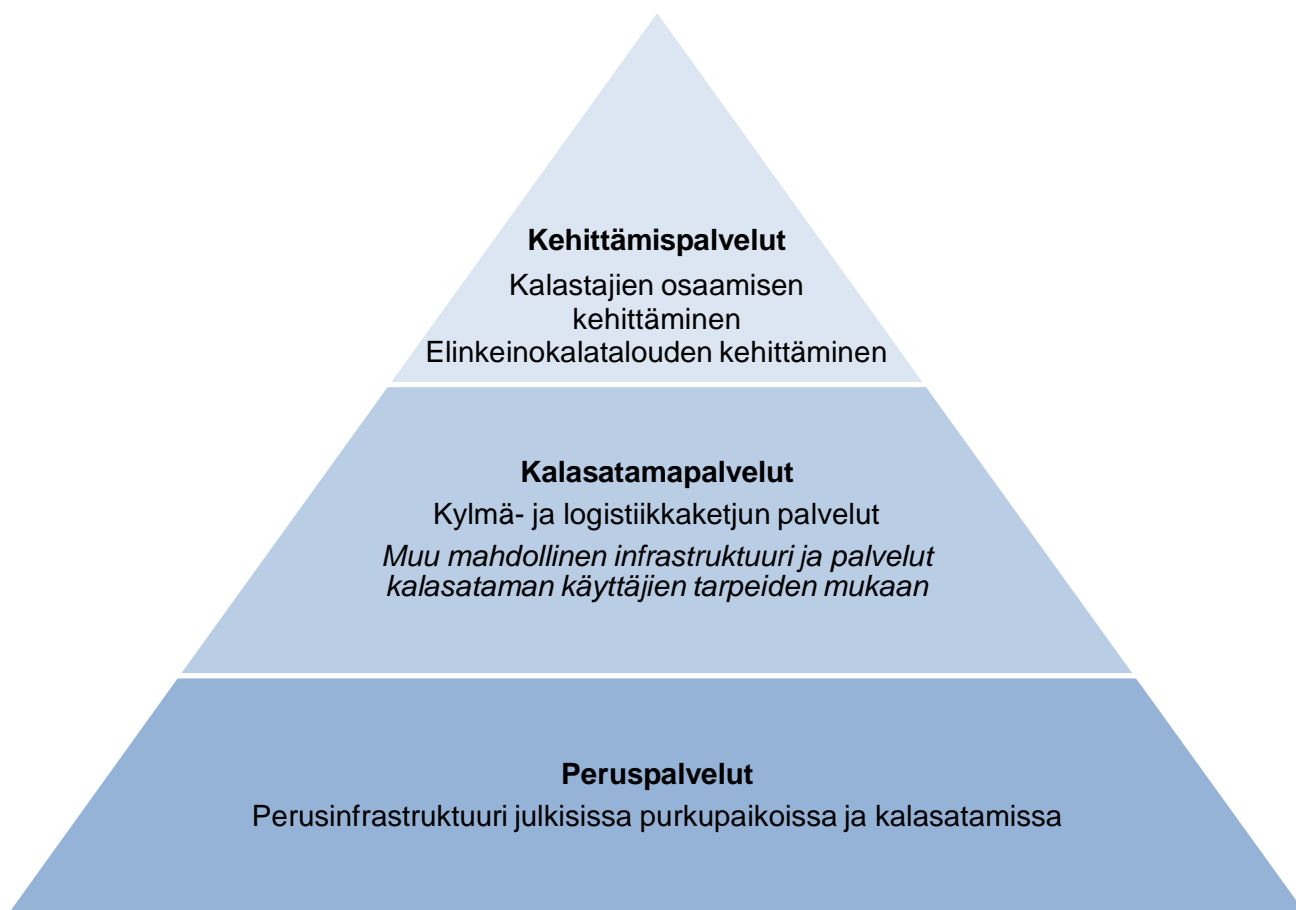 Kehittämispalvelut
Kalastajien osaamisen
kehittäminen
Elinkeinokalatalouden kehittäminen
Kalasatamapalvelut
Kylmä- ja logistiikkaketjun palvelut
Muu mahdollinen infrastruktuuri ja palvelut
kalasataman käyttäjien tarpeiden mukaan
Peruspalvelut
Perusinfrastruktuuri julkisissa purkupaikoissa ja kalasatamissa